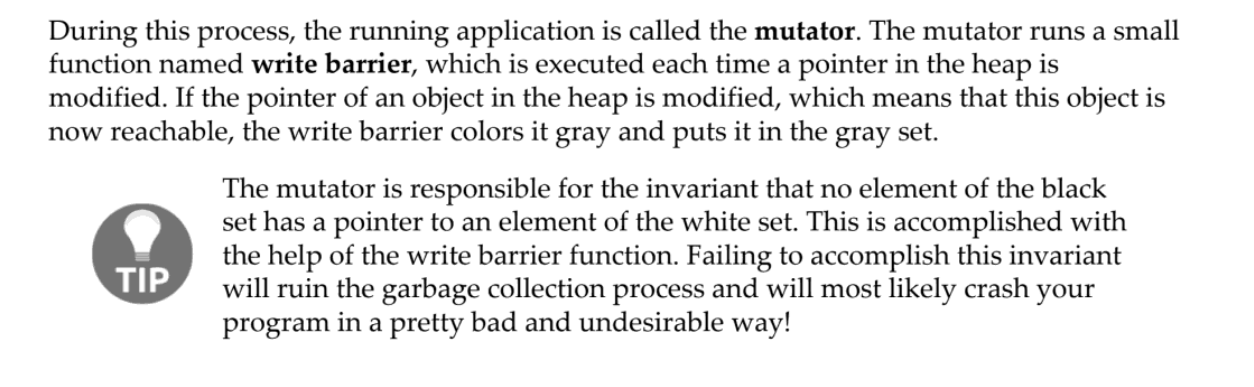 During this process, the running application is called the mutator. The mutator runs a small
function named write barrier, which is executed each time a pointer in the heap is
modified. If the pointer of an object in the heap is modified, which means that this object is
now reachable, the write barrier colors it gray and puts it in the gray set.
The mutator is responsible for the invariant that no element of the black
set has a pointer to an element of the white set. This is accomplished with
the help of the write barrier function. Failing to accomplish this invariant
TIP
will ruin the garbage collection process and will most likely crash your
program in a pretty bad and undesirable way!